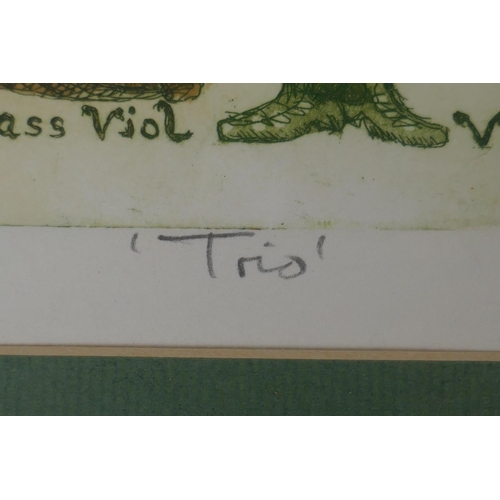 ass Viol V
'Trio'